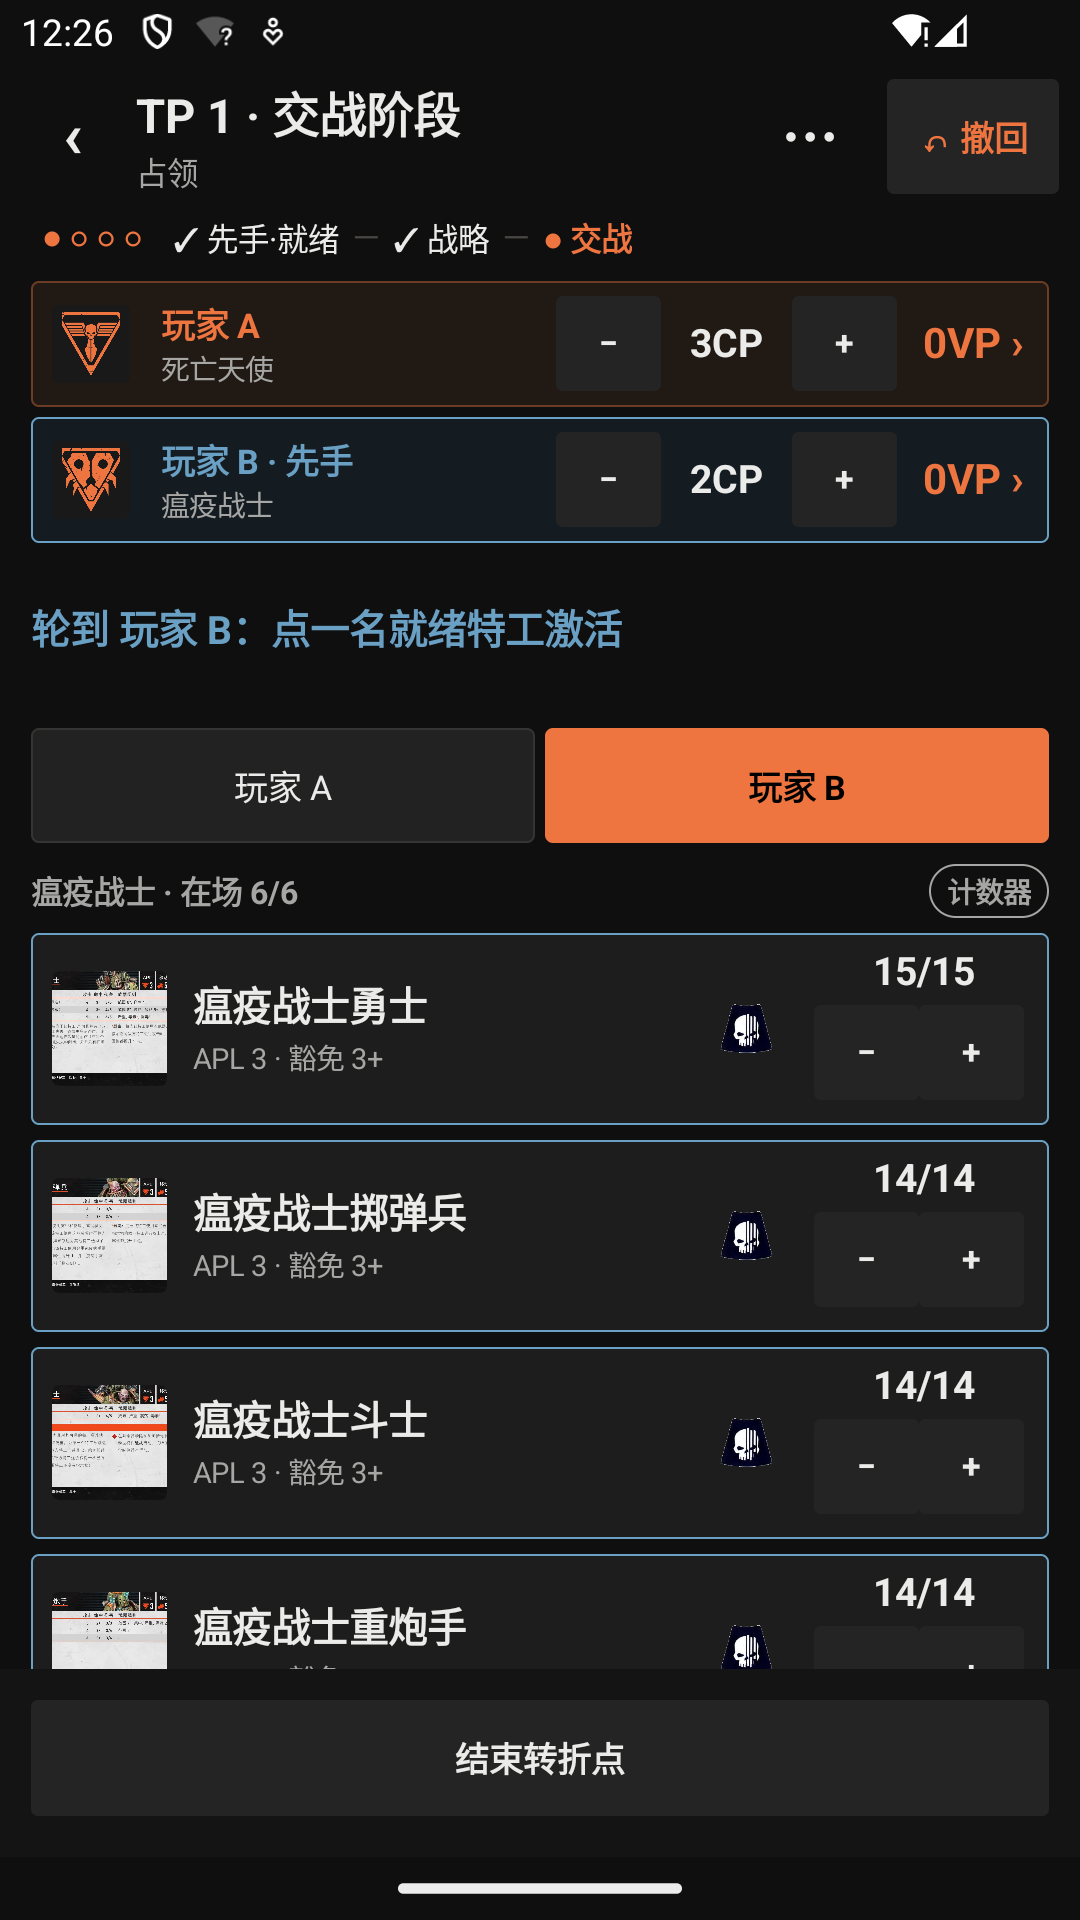 12:26
TP 1 · 交战阶段
占领
撤回
✓ 先手·就绪 — ✓ 战略 — ● 交战
玩家 A
死亡天使
− 3CP + 0VP ›
玩家 B · 先手
瘟疫战士
− 2CP + 0VP ›
轮到 玩家 B：点一名就绪特工激活
玩家 A
玩家 B
瘟疫战士 · 在场 6/6
计数器
瘟疫战士勇士
APL 3 · 豁免 3+
15/15
− +
瘟疫战士掷弹兵
APL 3 · 豁免 3+
14/14
− +
瘟疫战士斗士
APL 3 · 豁免 3+
14/14
− +
瘟疫战士重炮手
14/14
结束转折点